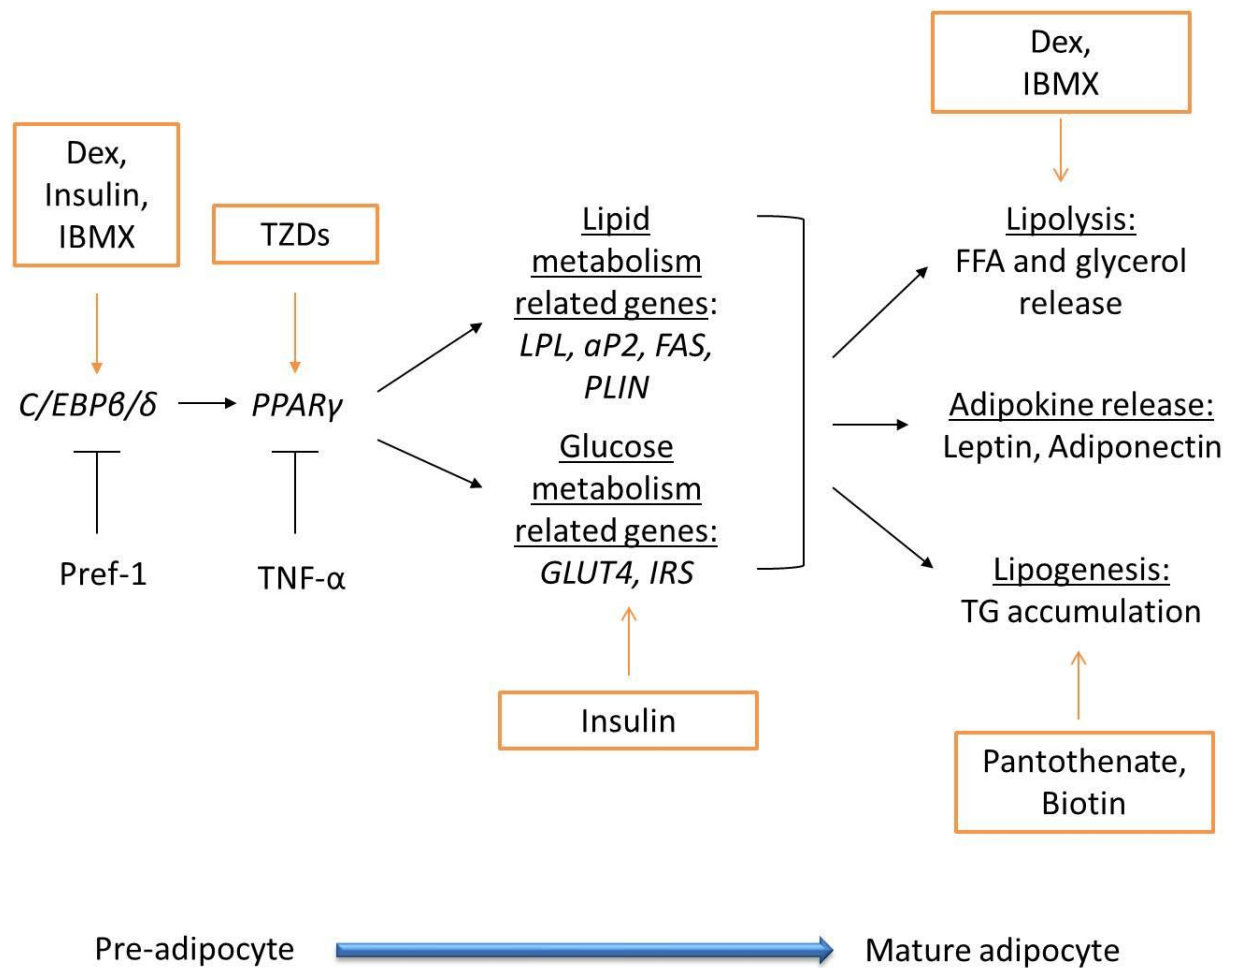 Dex,
Insulin,
IBMX
TZDs
C/EBPβ/δ
PPARγ
Pref-1
TNF-α
Lipid
metabolism
related genes:
LPL, aP2, FAS,
PLIN
Glucose
metabolism
related genes:
GLUT4, IRS
Insulin
Dex,
IBMX
Lipolysis:
FFA and glycerol
release
Adipokine release:
Leptin, Adiponectin
Lipogenesis:
TG accumulation
Pantothenate,
Biotin
Pre-adipocyte
Mature adipocyte